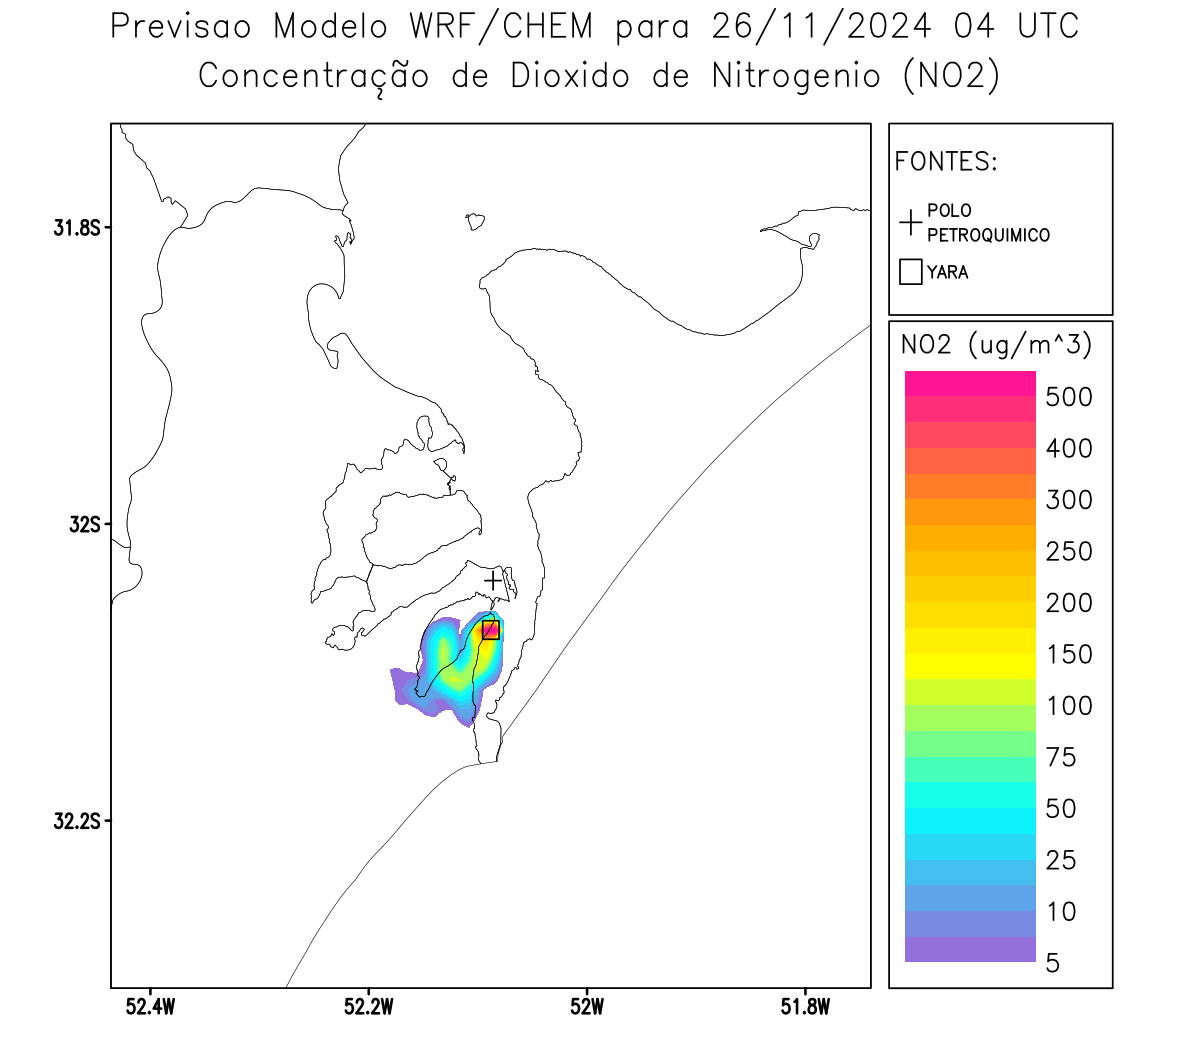 Previsao Modelo WRF/CHEM para 26/11/2024 04 UTC
Concentração de Dioxido de Nitrogenio (NO2)
FONTES:
POLO
PETROQUIMICO
YARA
NO2 (ug/m^3)
500
400
300
250
200
150
100
75
50
25
10
5
31.8S
32S
32.2S
52.4W
52.2W
52W
51.8W